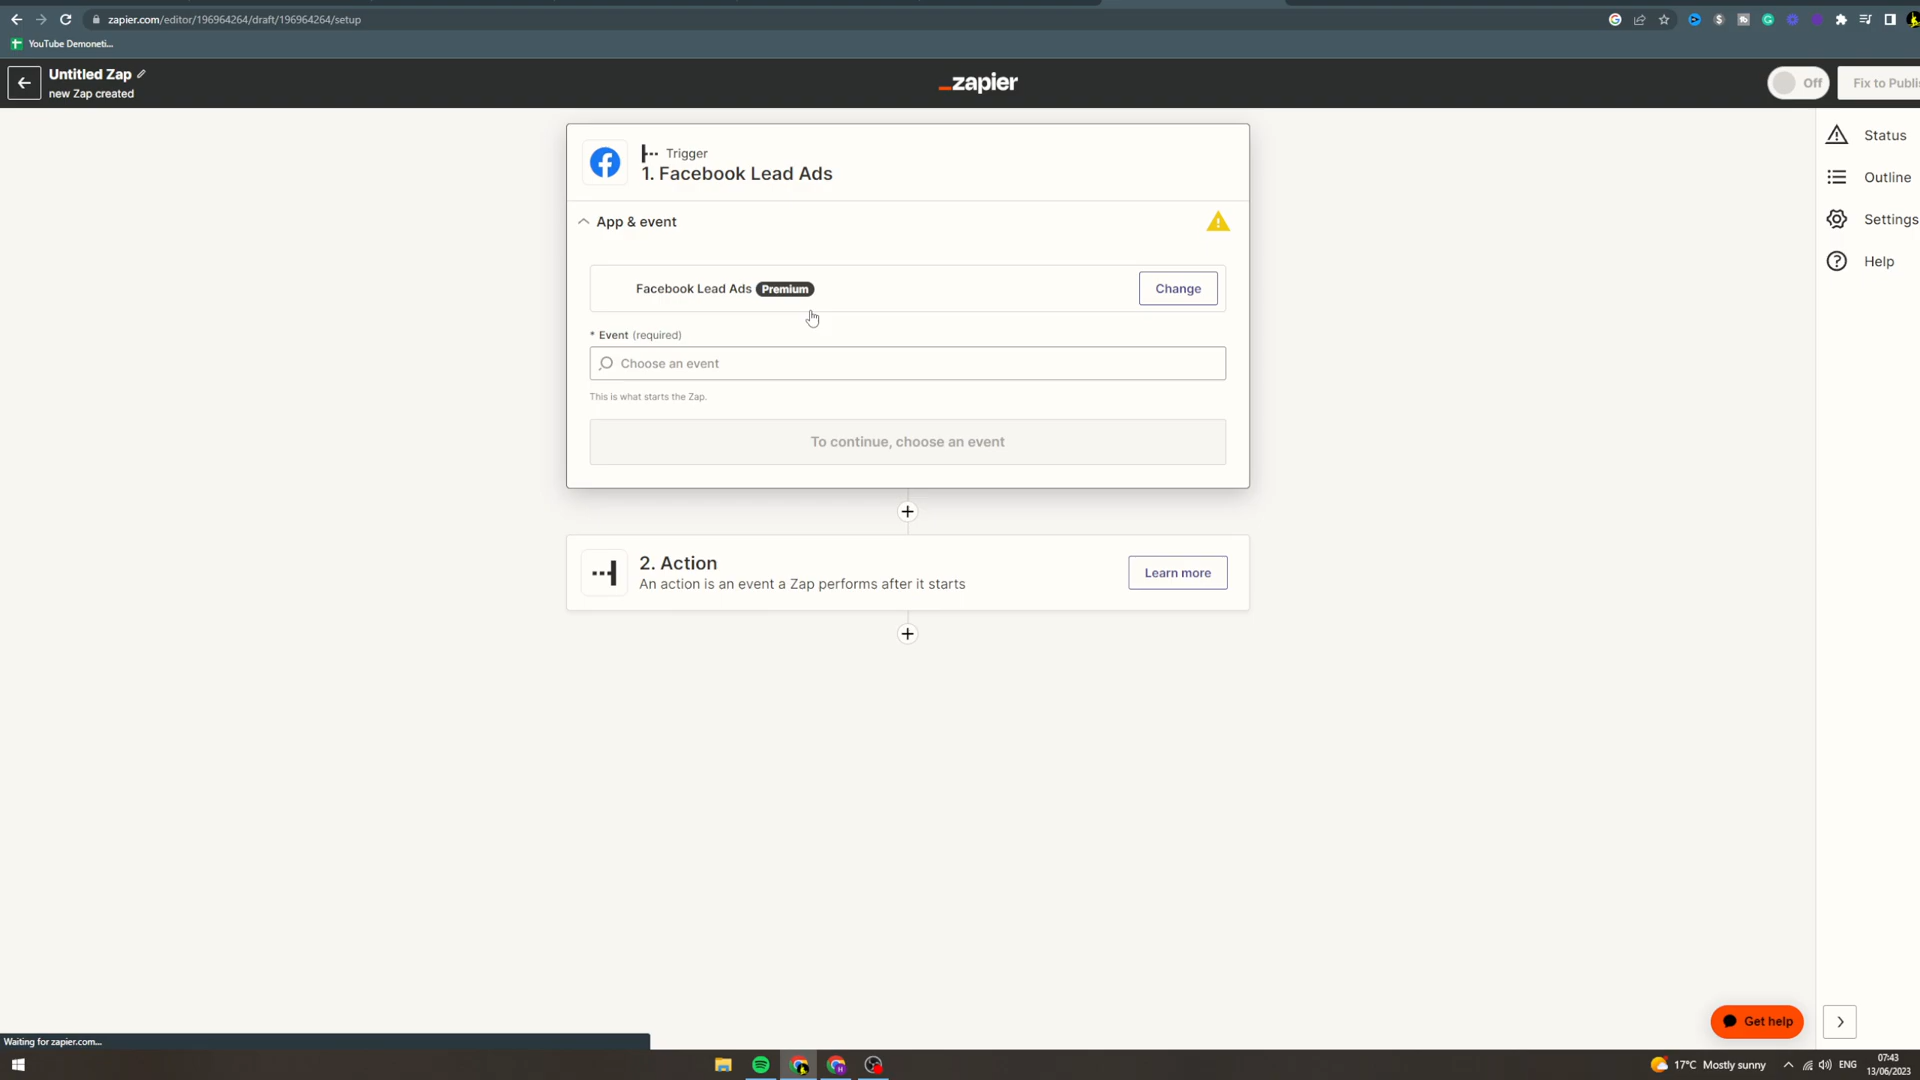 zapier.com/editor/196964264/draft/196964264/setup
YouTube Demoneti...
Untitled Zap
new Zap created
zapier
Off
Fix to Publi
Trigger
1. Facebook Lead Ads
Status
Outline
Settings
Help
App & event
Facebook Lead Ads Premium
Change
* Event (required)
Choose an event
This is what starts the Zap.
To continue, choose an event
2. Action
An action is an event a Zap performs after it starts
Learn more
Get help
Waiting for zapier.com...
17°C Mostly sunny
ENG
07:43
13/06/2023